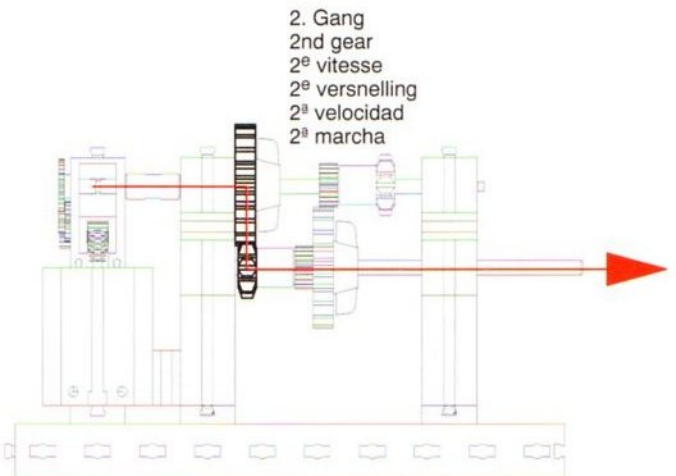 2. Gang
2nd gear
2ᵉ vitesse
2ᵉ versnelling
2ª velocidad
2ª marcha